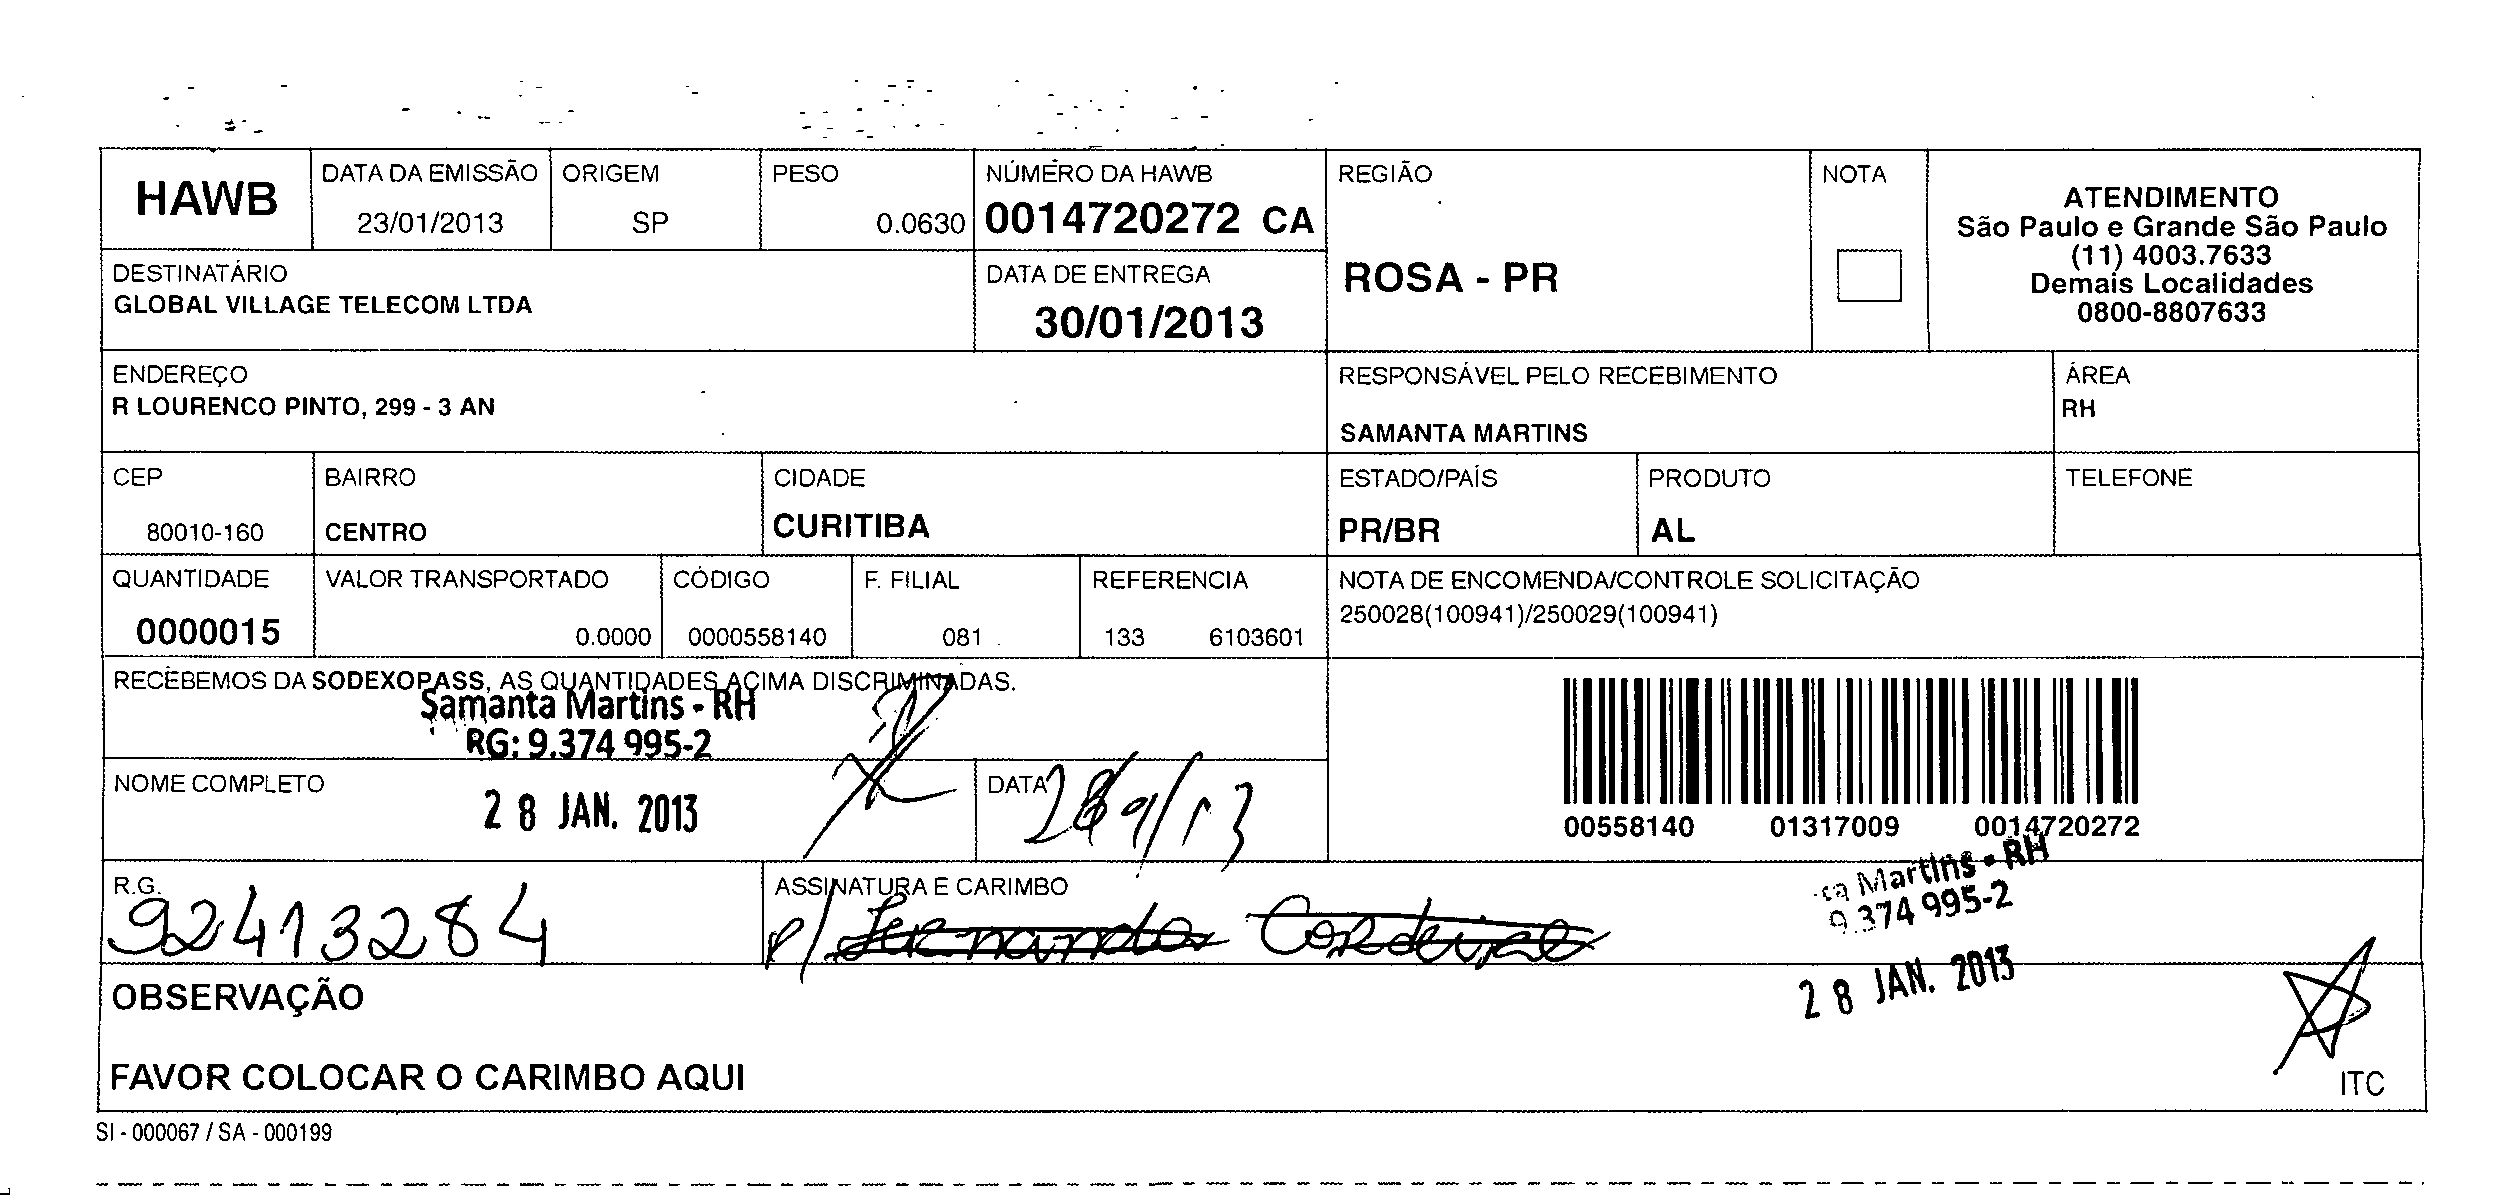 HAWB
DATA DA EMISSÃO
23/01/2013
ORIGEM
SP
PESO
0.0630
NÚMERO DA HAWB
0014720272 CA
REGIÃO
ROSA - PR
NOTA
ATENDIMENTO
São Paulo e Grande São Paulo
(11) 4003.7633
Demais Localidades
0800-8807633
DESTINATÁRIO
GLOBAL VILLAGE TELECOM LTDA
DATA DE ENTREGA
30/01/2013
ENDEREÇO
R LOURENCO PINTO, 299 - 3 AN
RESPONSÁVEL PELO RECEBIMENTO
SAMANTA MARTINS
ÁREA
RH
CEP
80010-160
BAIRRO
CENTRO
CIDADE
CURITIBA
ESTADO/PAÍS
PR/BR
PRODUTO
AL
TELEFONE
QUANTIDADE
0000015
VALOR TRANSPORTADO
0.0000
CÓDIGO
0000558140
F. FILIAL
081
REFERENCIA
133 6103601
NOTA DE ENCOMENDA/CONTROLE SOLICITAÇÃO
250028(100941)/250029(100941)
RECEBEMOS DA SODEXOPASS, AS QUANTIDADES ACIMA DISCRIMINADAS.
Samanta Martins - RH
RG: 9.374 995-2
NOME COMPLETO
28 JAN. 2013
DATA
00558140 01317009 0014720272
R.G.
92413284
ASSINATURA E CARIMBO
p/ Fernanda Cordeiro
Martins - RH
9.374 995-2
28 JAN. 2013
OBSERVAÇÃO
FAVOR COLOCAR O CARIMBO AQUI
ITC
SI - 000067 / SA - 000199